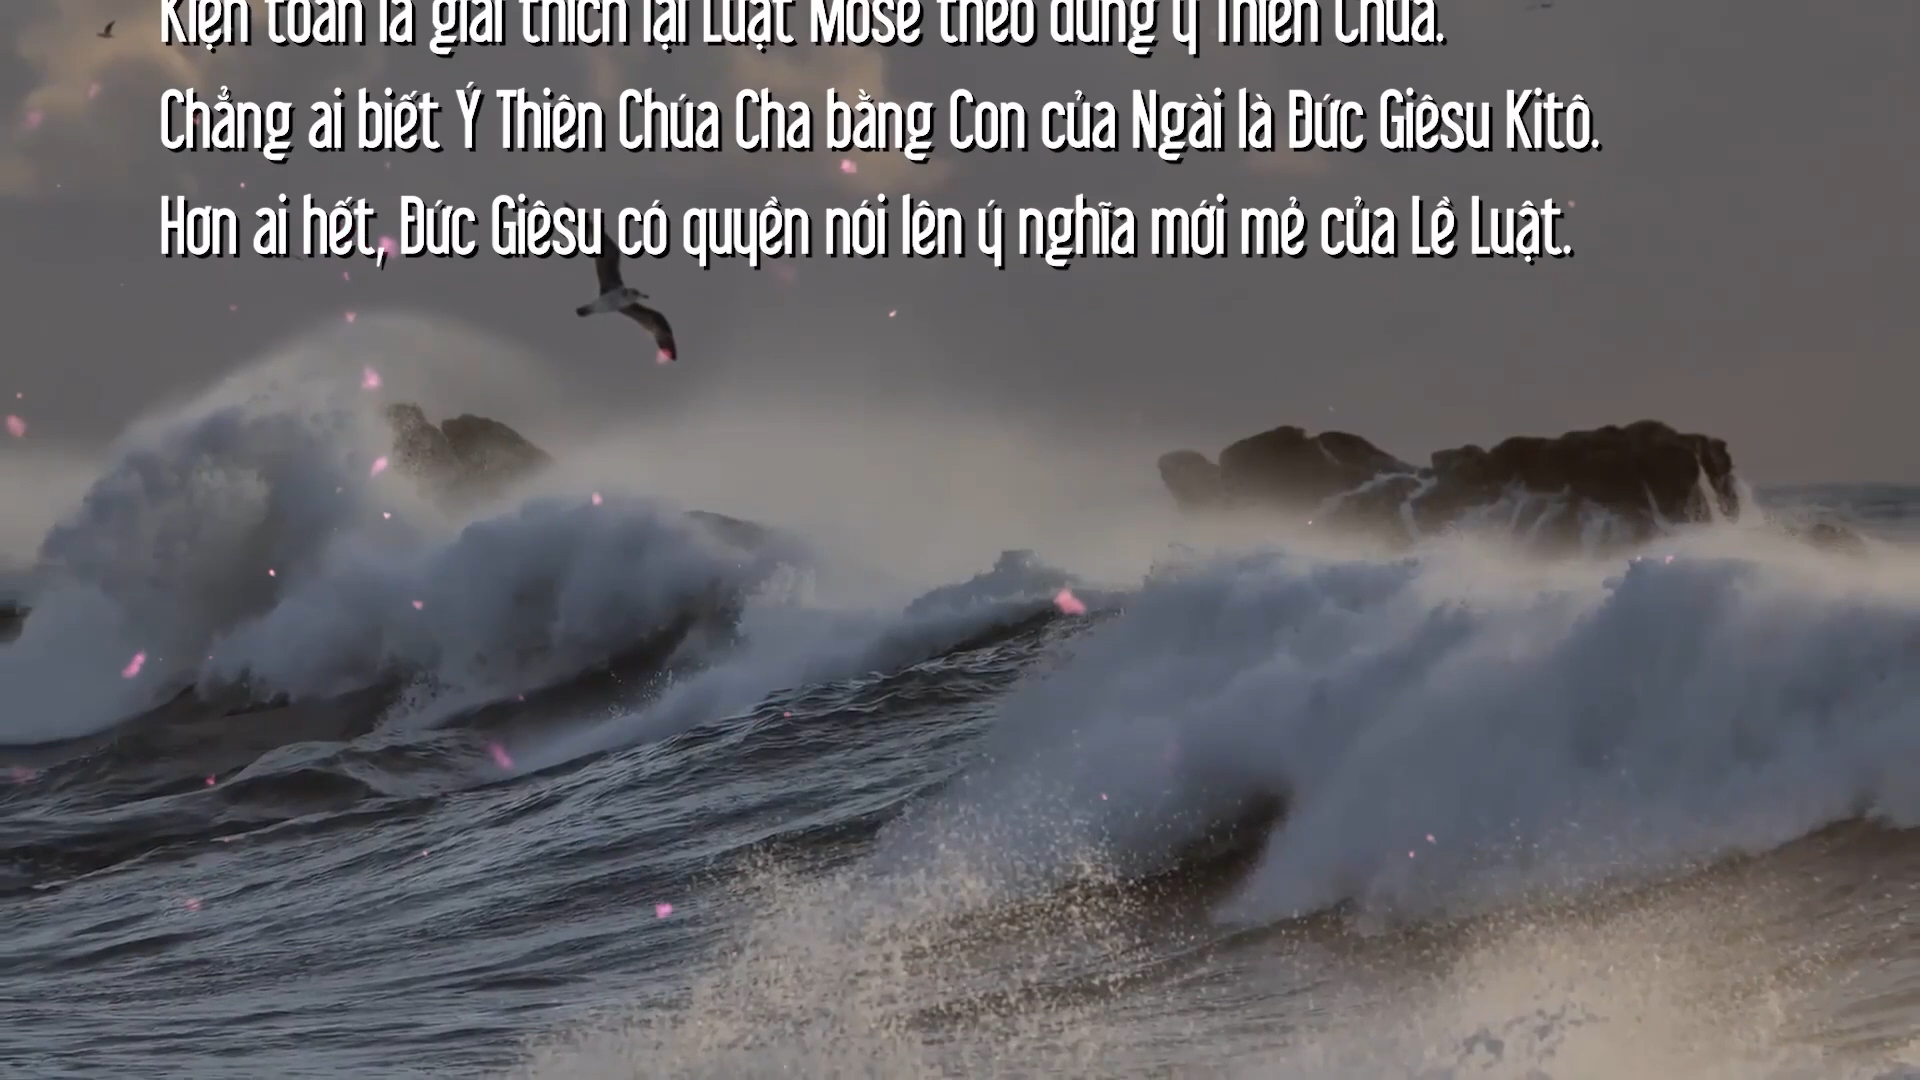 Kiện toàn là giải thích lại Luật Môsê theo đúng ý Thiên Chúa.
Chẳng ai biết Ý Thiên Chúa Cha bằng Con của Ngài là Đức Giêsu Kitô.
Hơn ai hết, Đức Giêsu có quyền nói lên ý nghĩa mới mẻ của Lề Luật.